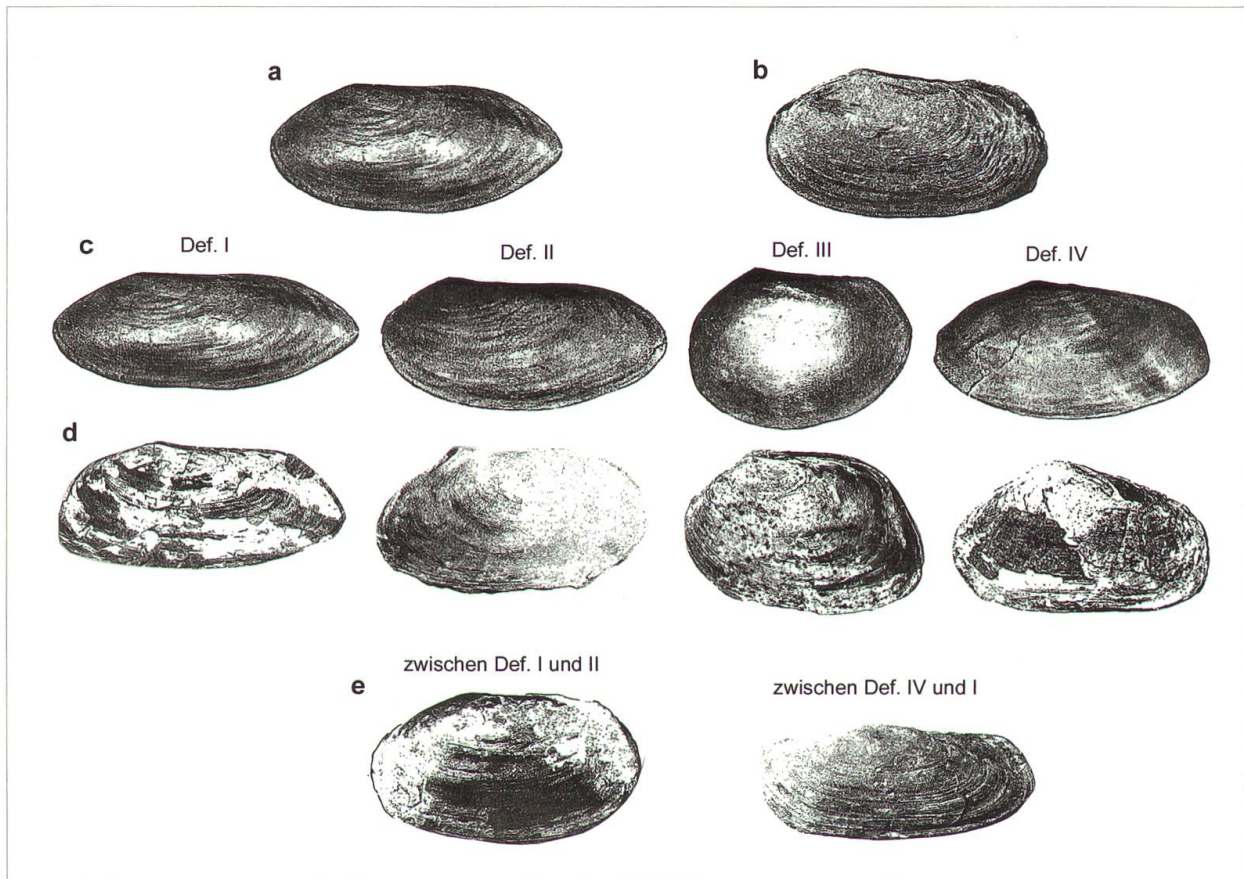 a
b
c
Def. I
Def. II
Def. III
Def. IV
d
e
zwischen Def. I und II
zwischen Def. IV und I